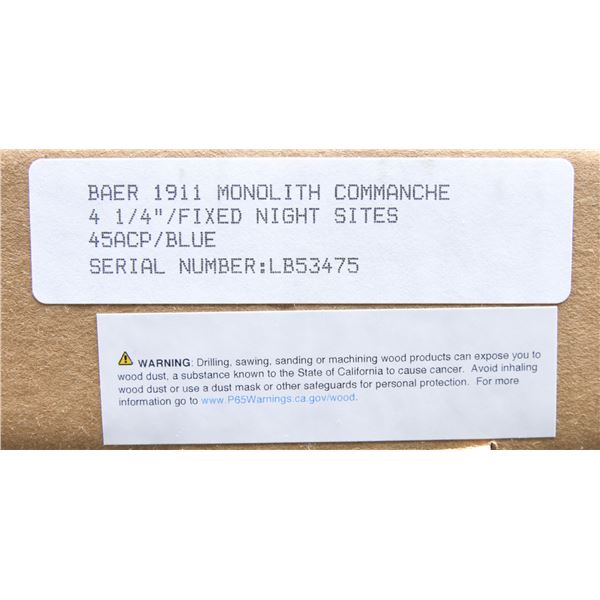 BAER 1911 MONOLITH COMMANCHE
4 1/4"/FIXED NIGHT SITES
45ACP/BLUE
SERIAL NUMBER:LB53475
WARNING: Drilling, sawing, sanding or machining wood products can expose you to
wood dust, a substance known to the State of California to cause cancer. Avoid inhaling
wood dust or use a dust mask or other safeguards for personal protection. For more
information go to www.P65Warnings.ca.gov/wood.